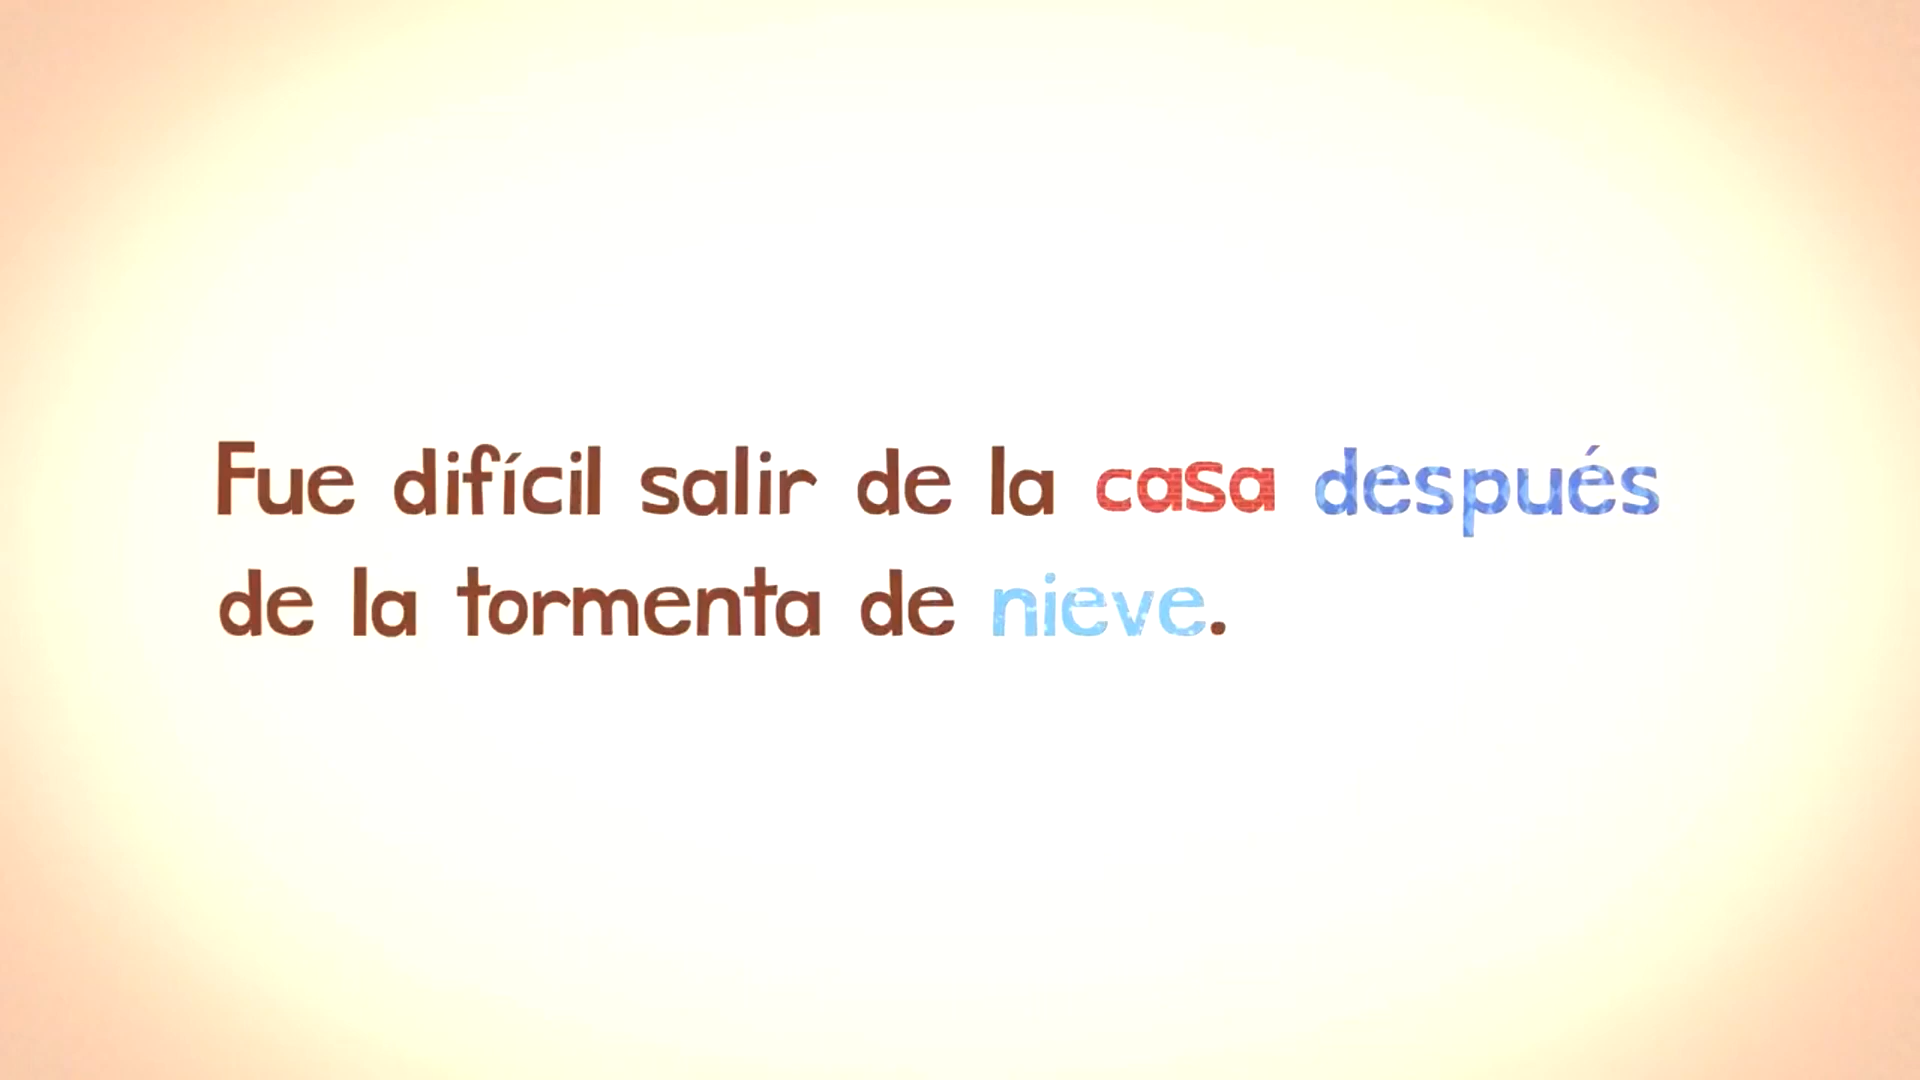 Fue difícil salir de la casa después
de la tormenta de nieve.